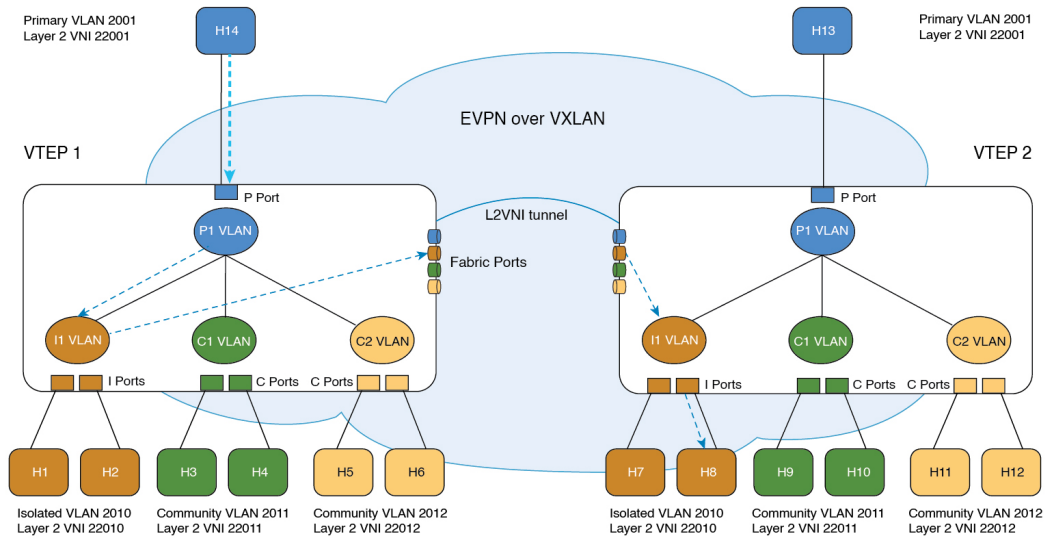 Primary VLAN 2001
Layer 2 VNI 22001
H14
H13
Primary VLAN 2001
Layer 2 VNI 22001
EVPN over VXLAN
VTEP 1
VTEP 2
P Port
P Port
P1 VLAN
L2VNI tunnel
P1 VLAN
Fabric Ports
I1 VLAN
C1 VLAN
C2 VLAN
I1 VLAN
C1 VLAN
C2 VLAN
I Ports
C Ports
C Ports
I Ports
C Ports
C Ports
H1
H2
H3
H4
H5
H6
H7
H8
H9
H10
H11
H12
Isolated VLAN 2010
Layer 2 VNI 22010
Community VLAN 2011
Layer 2 VNI 22011
Community VLAN 2012
Layer 2 VNI 22012
Isolated VLAN 2010
Layer 2 VNI 22010
Community VLAN 2011
Layer 2 VNI 22011
Community VLAN 2012
Layer 2 VNI 22012